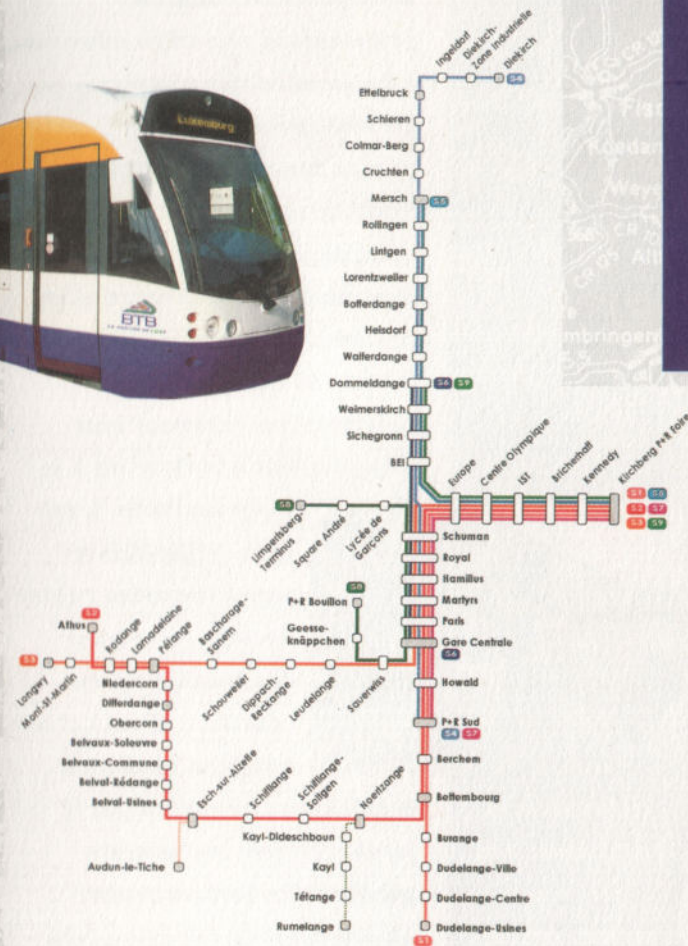 Luxembourg
BTB
Ingeldorf
Diekirch-
Zone Industrielle
Diekirch
S4
Ettelbruck
Schieren
Colmar-Berg
Cruchten
Mersch
S5
Rollingen
Lintgen
Lorentzweiler
Bofferdange
Helsdorf
Walferdange
Dommeldange
S6 S9
Weimerskirch
Sichegronn
BEI
Europe
Centre Olympique
IST
Bricherhaff
Kennedy
Kirchberg P+R Foire
S1
S2 S7
S3 S9
S8
Limpertsberg-
Terminus
Square André
Lycée de
Garçons
Schuman
Royal
Hamilius
Martyrs
Paris
Gare Centrale
S6
Howald
P+R Sud
S4 S7
Berchem
Bettembourg
Burange
Dudelange-Ville
Dudelange-Centre
Dudelange-Usines
S1
S8
P+R Bouillon
Geesse-
knäppchen
Sauerwiss
Leudelange
Dippach-
Reckange
Schouweiler
Bascharage-
Sanem
S2
Athus
Rodange
Lamadelaine
Pétange
S3
Longwy
Mont-St-Martin
Niedercorn
Differdange
Obercorn
Belvaux-Soleuvre
Belvaux-Commune
Belval-Rédange
Belval-Usines
Esch-sur-Alzette
Schifflange
Schifflange-
Soltgen
Noertzange
Audun-le-Tiche
Kayl-Dideschbour
Kayl
Tétange
Rumelange
CR
mbringen